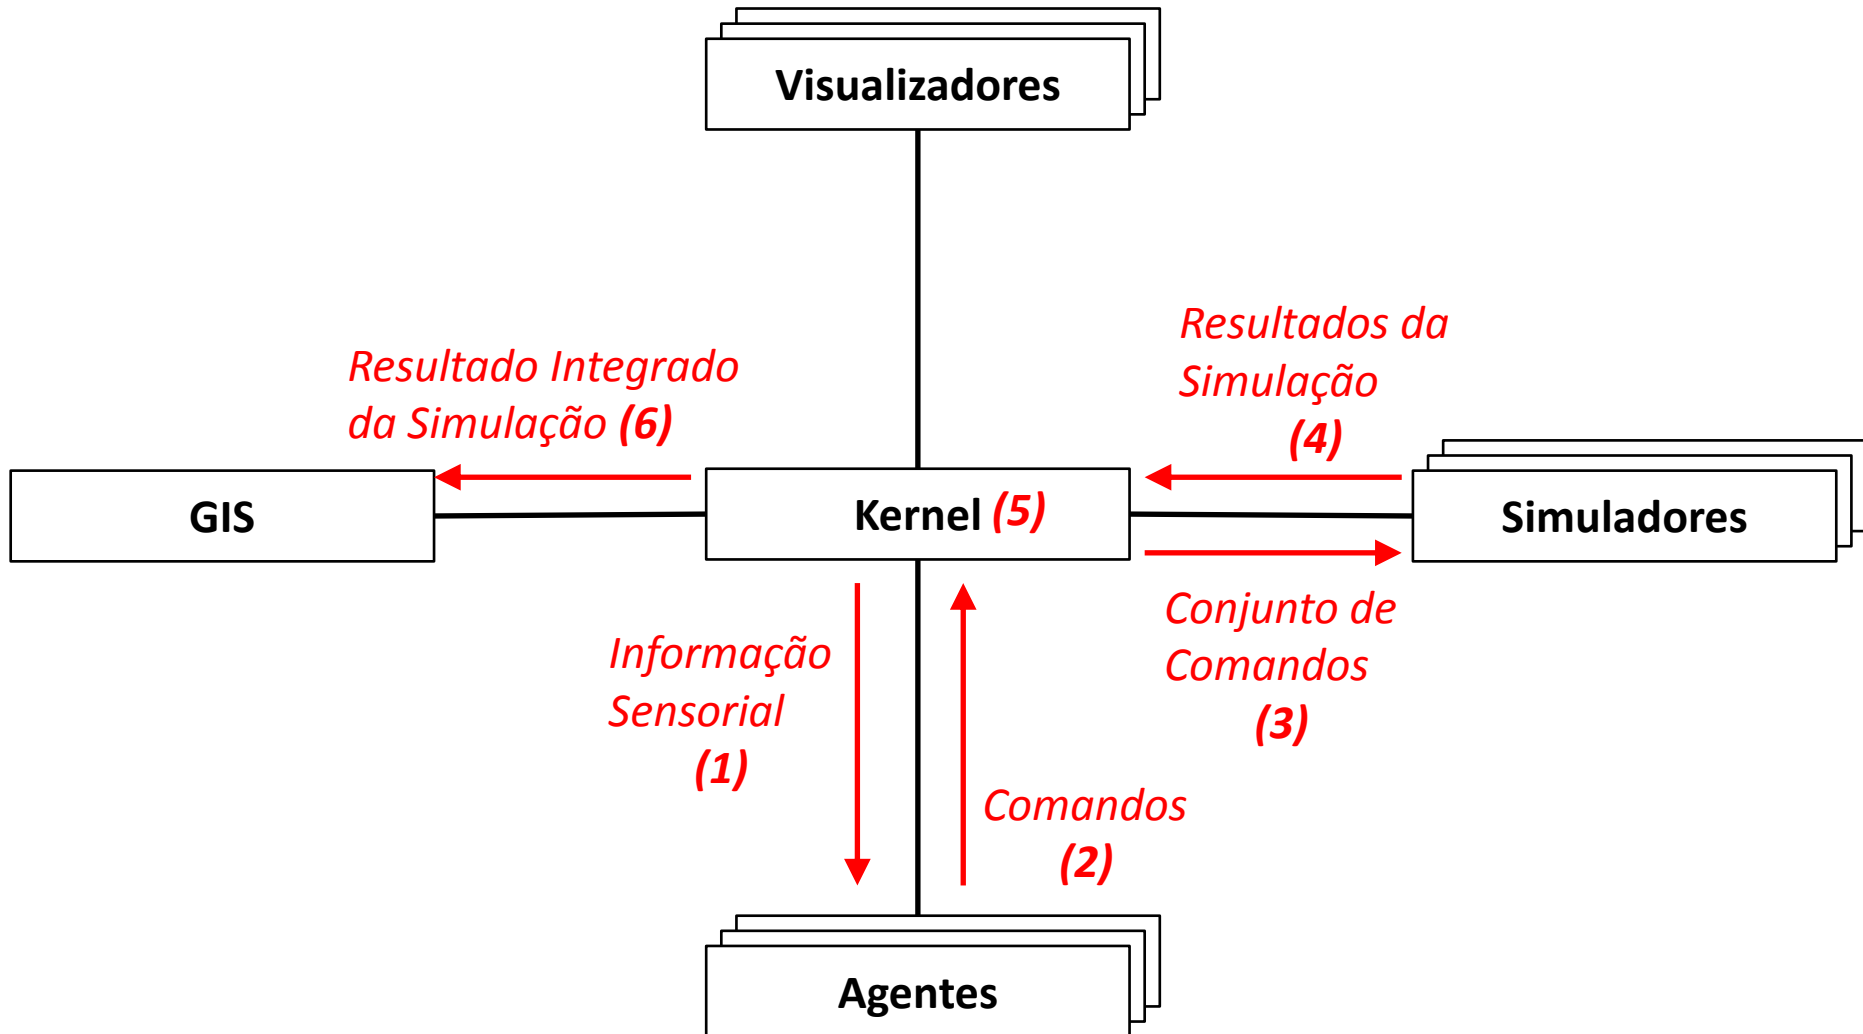 Visualizadores
Resultado Integrado
da Simulação (6)
Resultados da
Simulação
(4)
GIS
Kernel (5)
Simuladores
Informação
Sensorial
(1)
Conjunto de
Comandos
(3)
Comandos
(2)
Agentes